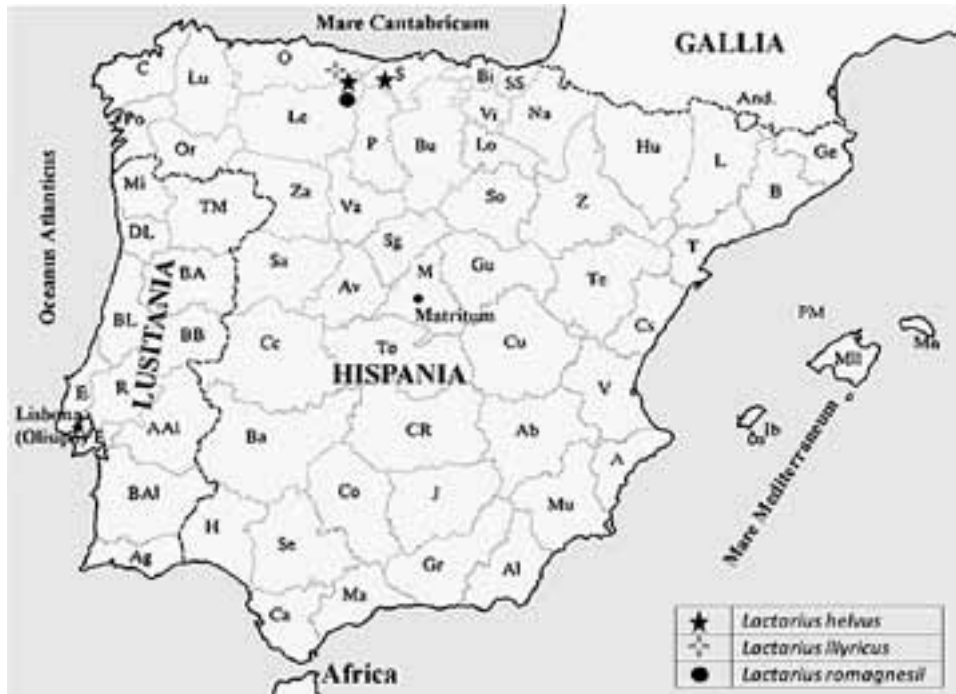 Mare Cantabricum
GALLIA
C
Lu
O
S
Bi
SS
And.
Po
Le
Vi
Na
Or
P
Bu
Lo
Hu
L
Ge
Mi
Za
Va
So
Z
B
TM
DL
Sg
T
Oceanus Atlanticus
BA
Sa
Av
M
Gu
Te
Matritum
BL
BB
LUSITANIA
Cc
To
Cu
Cs
PM
Mll
Mn
HISPANIA
R
V
Lisbona
(Olisipo)
E
AAl
Ba
CR
Ab
Ib
A
BAl
Co
J
Mu
Mare Mediterraneum
H
Se
Ag
Gr
Al
Ma
Ca
Africa
Lactarius helvus
Lactarius illyricus
Lactarius romagnesii